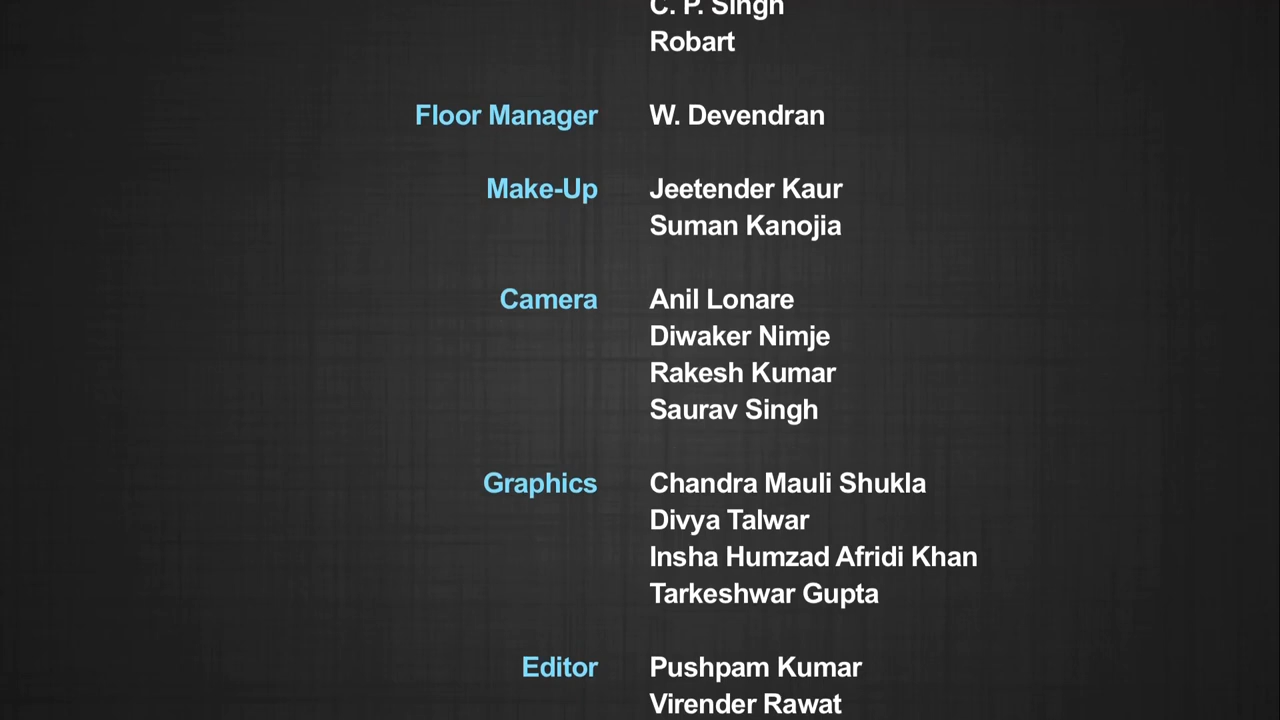 C. P. Singh
Robart
Floor Manager W. Devendran
Make-Up Jeetender Kaur
Suman Kanojia
Camera Anil Lonare
Diwaker Nimje
Rakesh Kumar
Saurav Singh
Graphics Chandra Mauli Shukla
Divya Talwar
Insha Humzad Afridi Khan
Tarkeshwar Gupta
Editor Pushpam Kumar
Virender Rawat